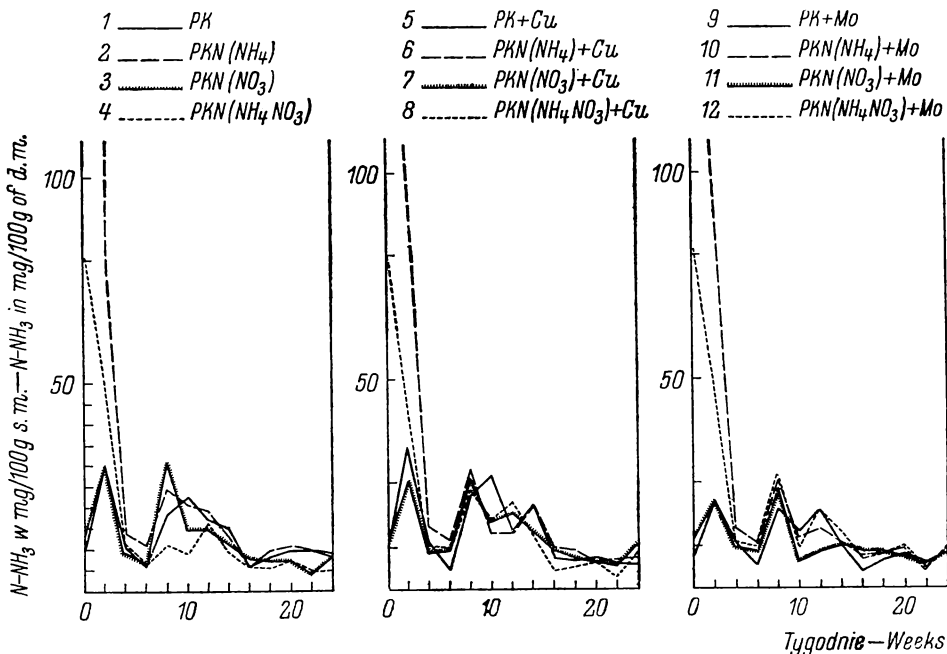 1 PK
2 PKN(NH₄)
3 PKN(NO₃)
4 PKN(NH₄NO₃)
5 PK+Cu
6 PKN(NH₄)+Cu
7 PKN(NO₃)+Cu
8 PKN(NH₄NO₃)+Cu
9 PK+Mo
10 PKN(NH₄)+Mo
11 PKN(NO₃)+Mo
12 PKN(NH₄NO₃)+Mo
N-NH₃ w mg/100g s.m.—N-NH₃ in mg/100g of d.m.
100
50
0 10 20
100
50
0 10 20
100
50
0 10 20
Tygodnie—Weeks